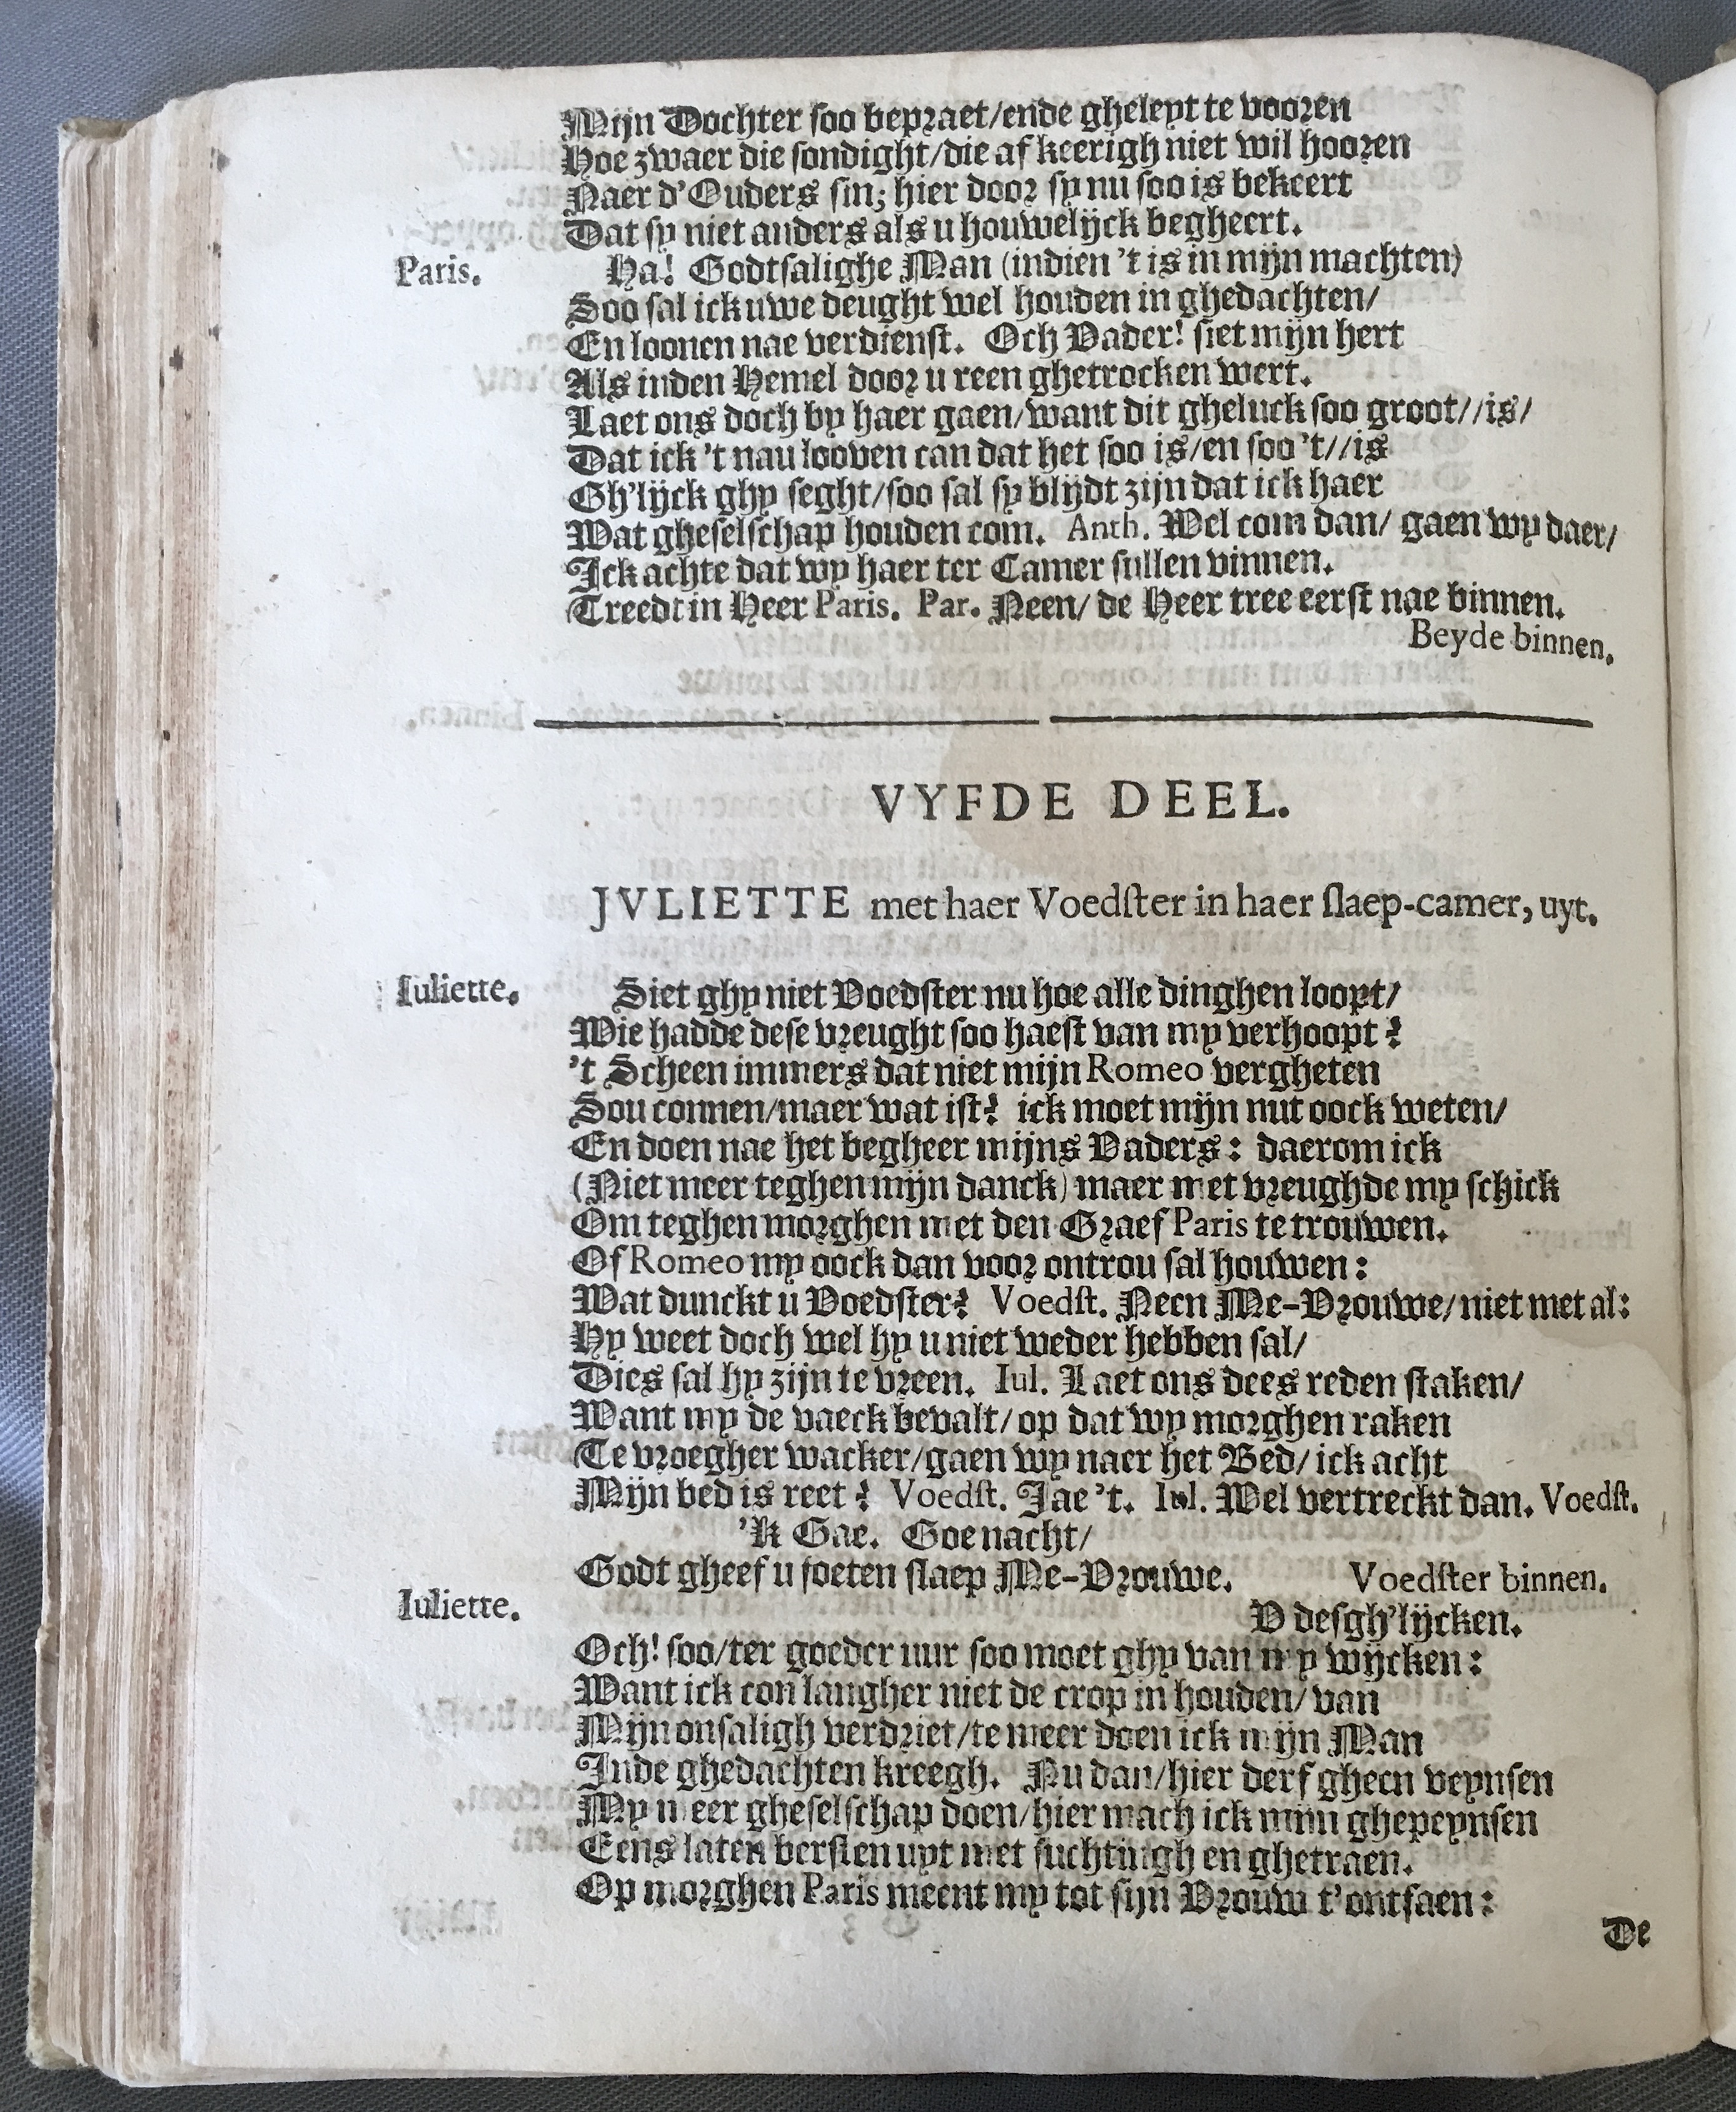 Mijn Dochter soo bepraet/ende gheleyt te vooren
Hoe zwaer die sondight/die afkeerigh niet wil hooren
Naer d'Ouders sin; hier door sy nu soo is bekeert
Dat sy niet anders als u houwelijck begheert.
Paris. Ha! Godtsalighe Man (indien 't is in mijn machten)
Soo sal ick uwe deught wel houden in ghedachten/
En loonen nae verdienst. Och Vader! siet mijn hert
Als inden Hemel door u reen ghetrocken wert.
Laet ons doch by haer gaen/want dit gheluck soo groot//is/
Dat ick 't nau looven can dat het soo is/en soo 't//is
Gh'lijck ghy seght/soo sal sy blijdt zijn dat ick haer
Wat gheselschap houden com. Anth. Wel com dan/ gaen wy daer/
Ick achte dat wy haer ter Camer sullen vinnen.
Treedt in Heer Paris. Par. Neen/ de Heer tree eerst nae binnen.
Beyde binnen.
VYFDE DEEL.
JVLIETTE met haer Voedster in haer slaep-camer, uyt.
Iuliette. Siet ghy niet Voedster nu hoe alle dinghen loopt/
Wie hadde dese vreught soo haest van my verhoopt?
't Scheen immers dat niet mijn Romeo vergheten
Sou connen/maer wat ist? ick moet mijn nut oock weten/
En doen nae het begheer mijns Vaders: daerom ick
(Niet meer teghen mijn danck) maer met vreughde my schick
Om teghen morghen met den Graef Paris te trouwen.
Of Romeo my oock dan voor ontrou sal houwen:
Wat dunckt u Voedster? Voedst. Neen Me-Vrouwe/niet met al:
Hy weet doch wel hy u niet weder hebben sal/
Dies sal hy zijn te vreen. Iul. Laet ons dees reden staken/
Want my de vaeck bevalt/op dat wy morghen raken
Te vroegher wacker/gaen wy naer het Bed/ick acht
Mijn bed is reet? Voedst. Jae 't. Iul. Wel vertreckt dan. Voedst.
'k Gae. Goe nacht/
Godt gheef u soeten slaep Me-Vrouwe. Voedster binnen.
Iuliette. V desgh'lijcken.
Och! soo/ter goeder uur soo moet ghy van my wijcken:
Want ick con langher niet de crop in houden/van
Mijn onsaligh verdriet/te meer doen ick mijn Man
Inde ghedachten kreegh. Nu dan/hier derf gheen veynsen
My meer gheselschap doen/hier mach ick mijn ghepeynsen
Eens laten bersten uyt met suchtingh en ghetraen.
Op morghen Paris meent my tot sijn Vrouw t'ontfaen:
De